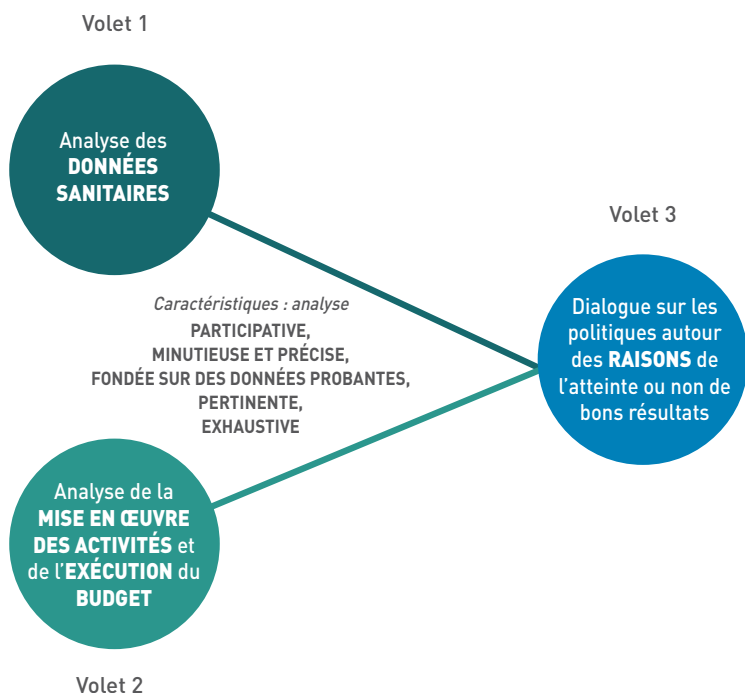 Volet 1
Analyse des
DONNÉES
SANITAIRES
Volet 3
Dialogue sur les
politiques autour
des RAISONS de
l’atteinte ou non de
bons résultats
Caractéristiques : analyse
PARTICIPATIVE,
MINUTIEUSE ET PRÉCISE,
FONDÉE SUR DES DONNÉES PROBANTES,
PERTINENTE,
EXHAUSTIVE
Analyse de la
MISE EN ŒUVRE
DES ACTIVITÉS et
de l’EXÉCUTION du
BUDGET
Volet 2